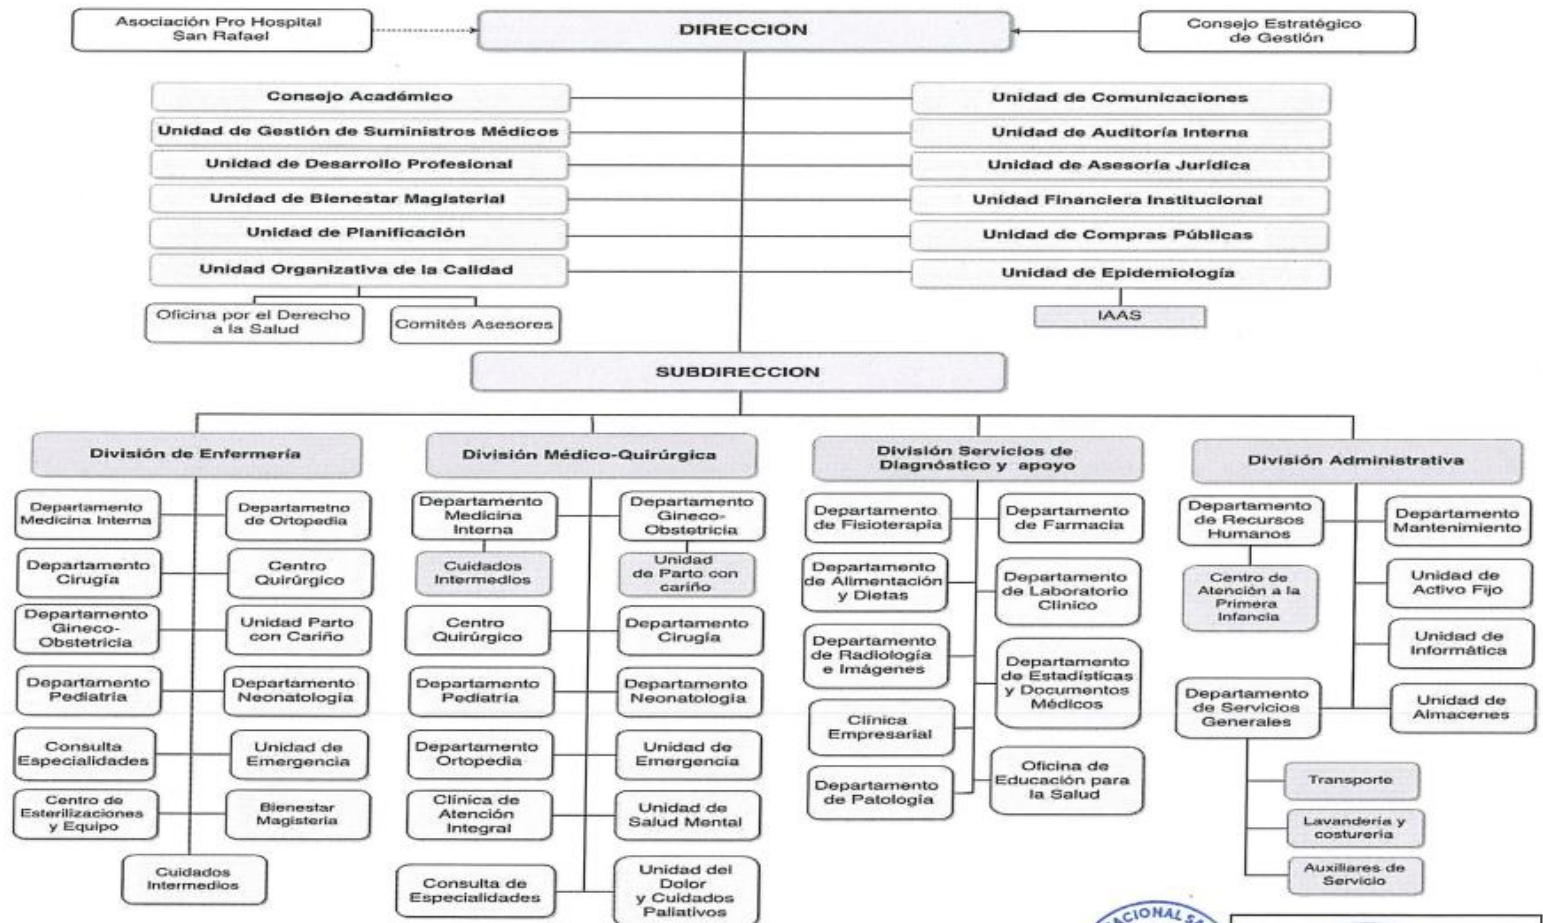 Asociación Pro Hospital
San Rafael
DIRECCION
Consejo Estratégico
de Gestión
Consejo Académico
Unidad de Comunicaciones
Unidad de Gestión de Suministros Médicos
Unidad de Auditoría Interna
Unidad de Desarrollo Profesional
Unidad de Asesoría Jurídica
Unidad de Bienestar Magisterial
Unidad Financiera Institucional
Unidad de Planificación
Unidad de Compras Públicas
Unidad Organizativa de la Calidad
Unidad de Epidemiología
Oficina por el Derecho
a la Salud
Comités Asesores
IAAS
SUBDIRECCION
División de Enfermería
Departamento
Medicina Interna
Departametno
de Ortopedia
Departamento
Cirugía
Centro
Quirúrgico
Departamento
Gineco-
Obstetricia
Unidad Parto
con Cariño
Departamento
Pediatría
Departamento
Neonatología
Consulta
Especialidades
Unidad de
Emergencia
Centro de
Esterilizaciones
y Equipo
Bienestar
Magisteria
Cuidados
Intermedios
División Médico-Quirúrgica
Departamento
Medicina
Interna
Departamento
Gineco-
Obstetricia
Cuidados
Intermedios
Unidad
de Parto con
cariño
Centro
Quirúrgico
Departamento
Cirugía
Departamento
Pediatría
Departamento
Neonatología
Departamento
Ortopedia
Unidad de
Emergencia
Clínica de
Atención
Integral
Unidad de
Salud Mental
Consulta de
Especialidades
Unidad del
Dolor
y Cuidados
Paliativos
División Servicios de
Diagnóstico y apoyo
Departamento
de Fisioterapia
Departamento
de Farmacia
Departamento
de Alimentación
y Dietas
Departamento
de Laboratorio
Clínico
Departamento
de Radiología
e Imágenes
Departamento
de Estadísticas
y Documentos
Médicos
Clínica
Empresarial
Departamento
de Patología
Oficina de
Educación para
la Salud
División Administrativa
Departamento
de Recursos
Humanos
Departamento
Mantenimiento
Centro de
Atención a la
Primera
Infancia
Unidad de
Activo Fijo
Unidad de
Informática
Departamento
de Servicios
Generales
Unidad de
Almacenes
Transporte
Lavandería y
costurería
Auxiliares de
Servicio